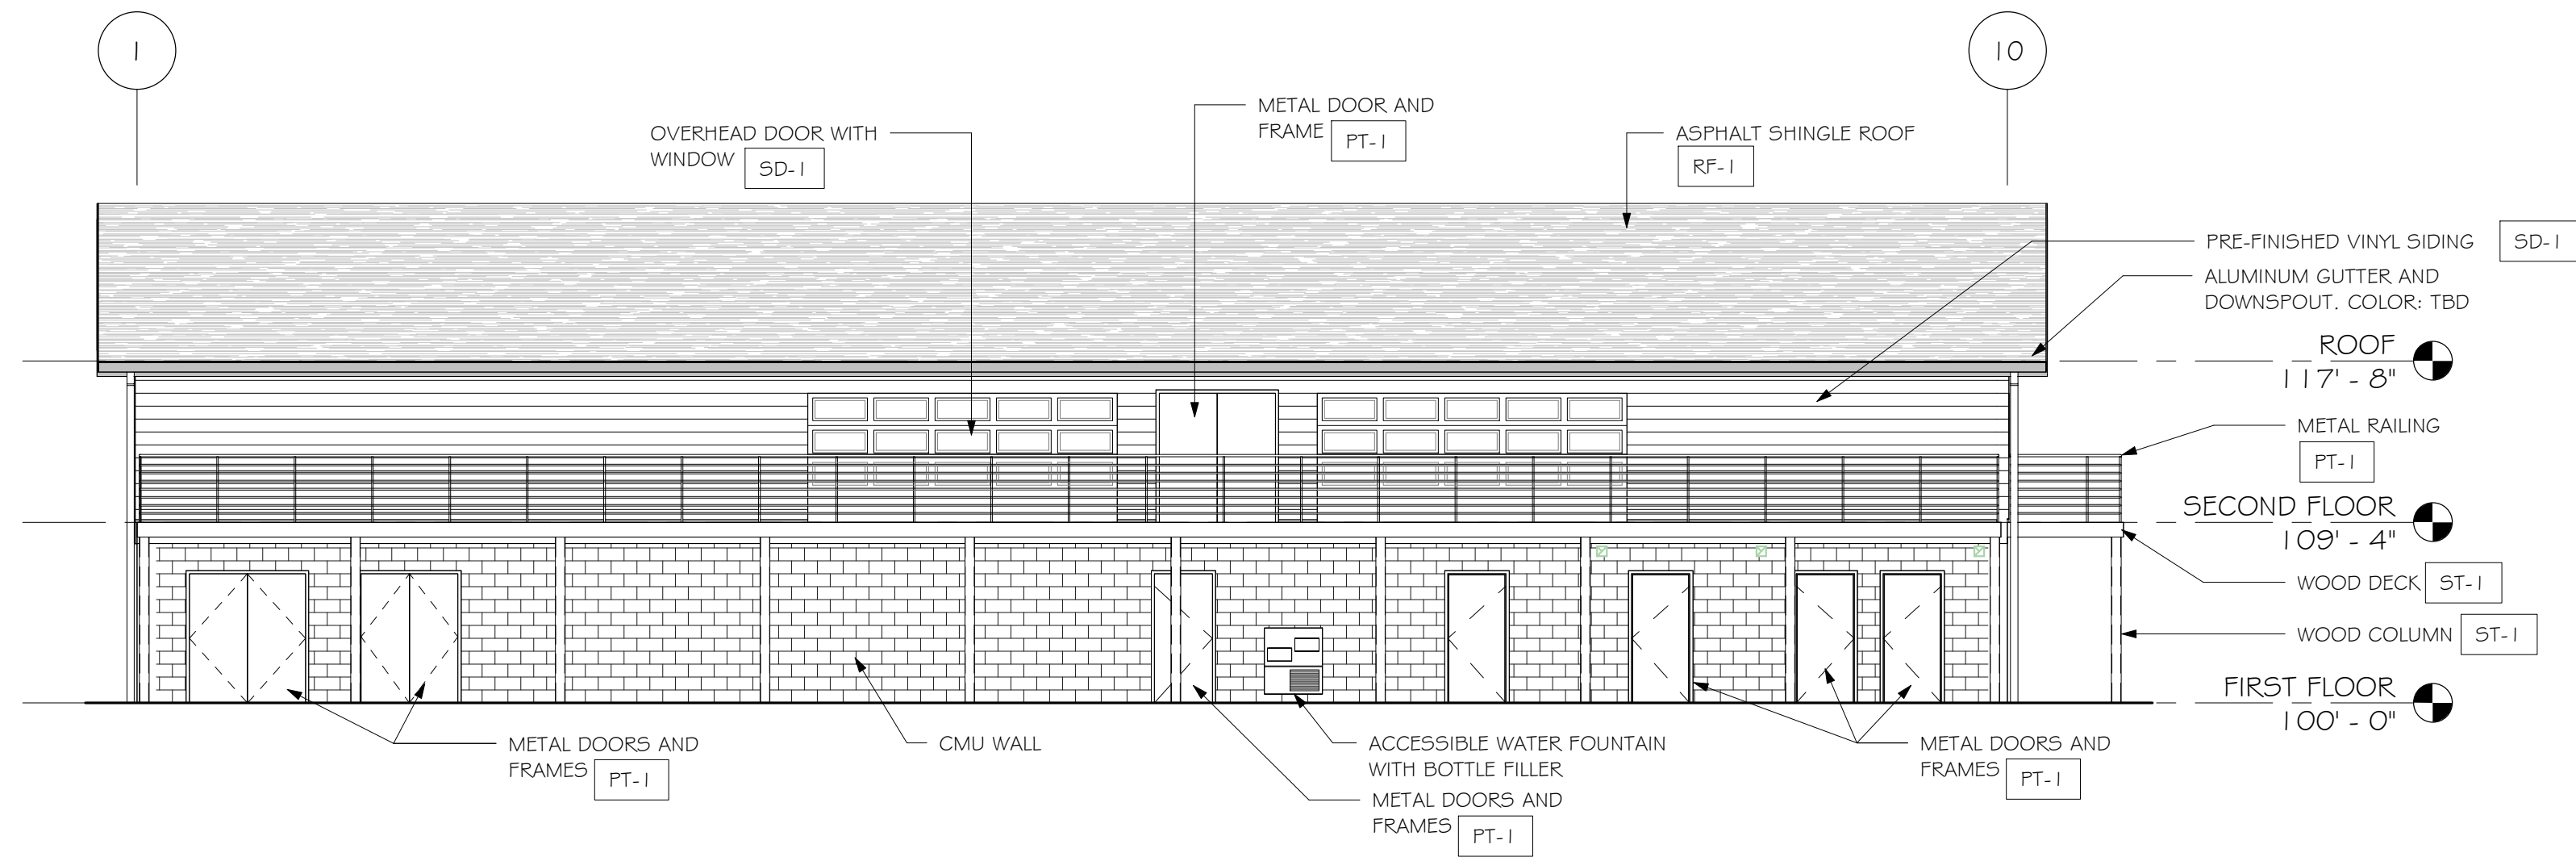 1
10
METAL DOOR AND
FRAME PT-1
OVERHEAD DOOR WITH
WINDOW SD-1
ASPHALT SHINGLE ROOF
RF-1
PRE-FINISHED VINYL SIDING SD-1
ALUMINUM GUTTER AND
DOWNSPOUT. COLOR: TBD
ROOF
117' - 8"
METAL RAILING
PT-1
SECOND FLOOR
109' - 4"
WOOD DECK ST-1
WOOD COLUMN ST-1
FIRST FLOOR
100' - 0"
METAL DOORS AND
FRAMES PT-1
CMU WALL
ACCESSIBLE WATER FOUNTAIN
WITH BOTTLE FILLER
METAL DOORS AND
FRAMES PT-1
METAL DOORS AND
FRAMES PT-1